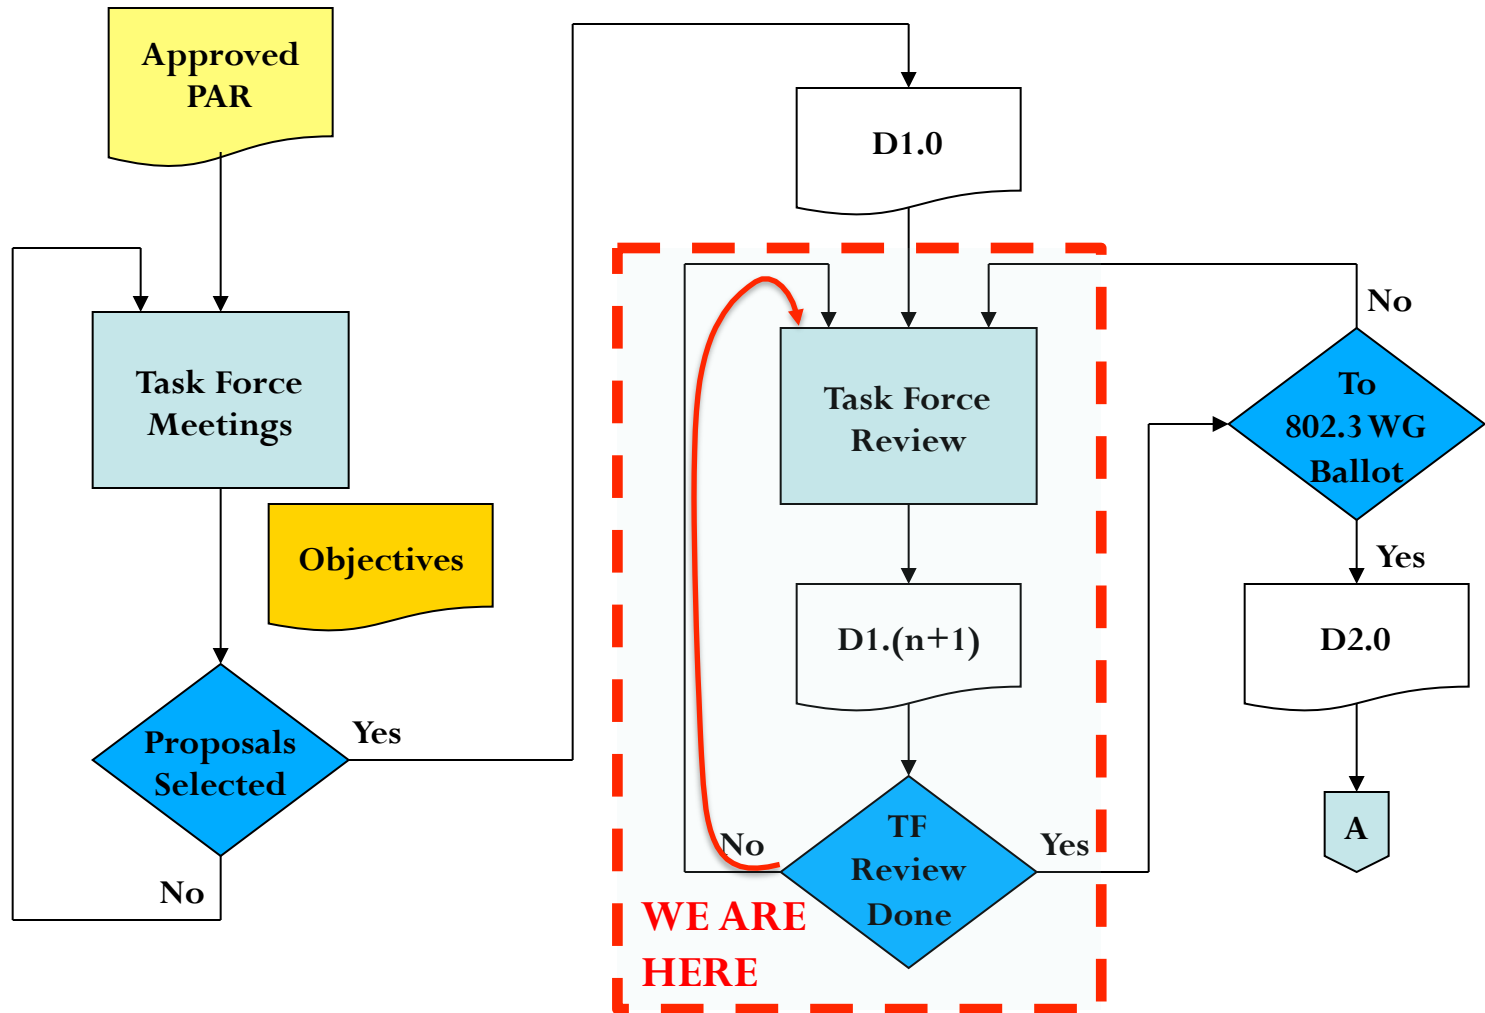 Approved
PAR
Task Force
Meetings
Objectives
Proposals
Selected
Yes
No
D1.0
Task Force
Review
D1.(n+1)
TF
Review
Done
No
Yes
WE ARE
HERE
To
802.3 WG
Ballot
No
Yes
D2.0
A